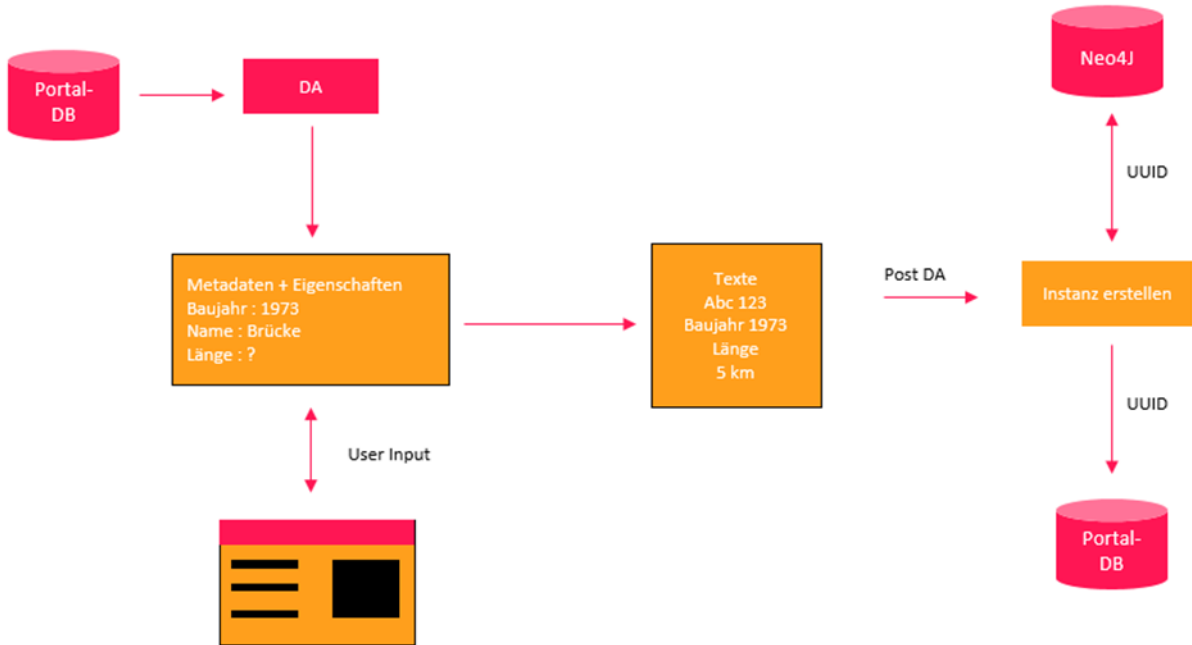 Portal-
DB
DA
Neo4J
UUID
Metadaten + Eigenschaften
Baujahr : 1973
Name : Brücke
Länge : ?
Texte
Abc 123
Baujahr 1973
Länge
5 km
Post DA
Instanz erstellen
User Input
UUID
Portal-
DB